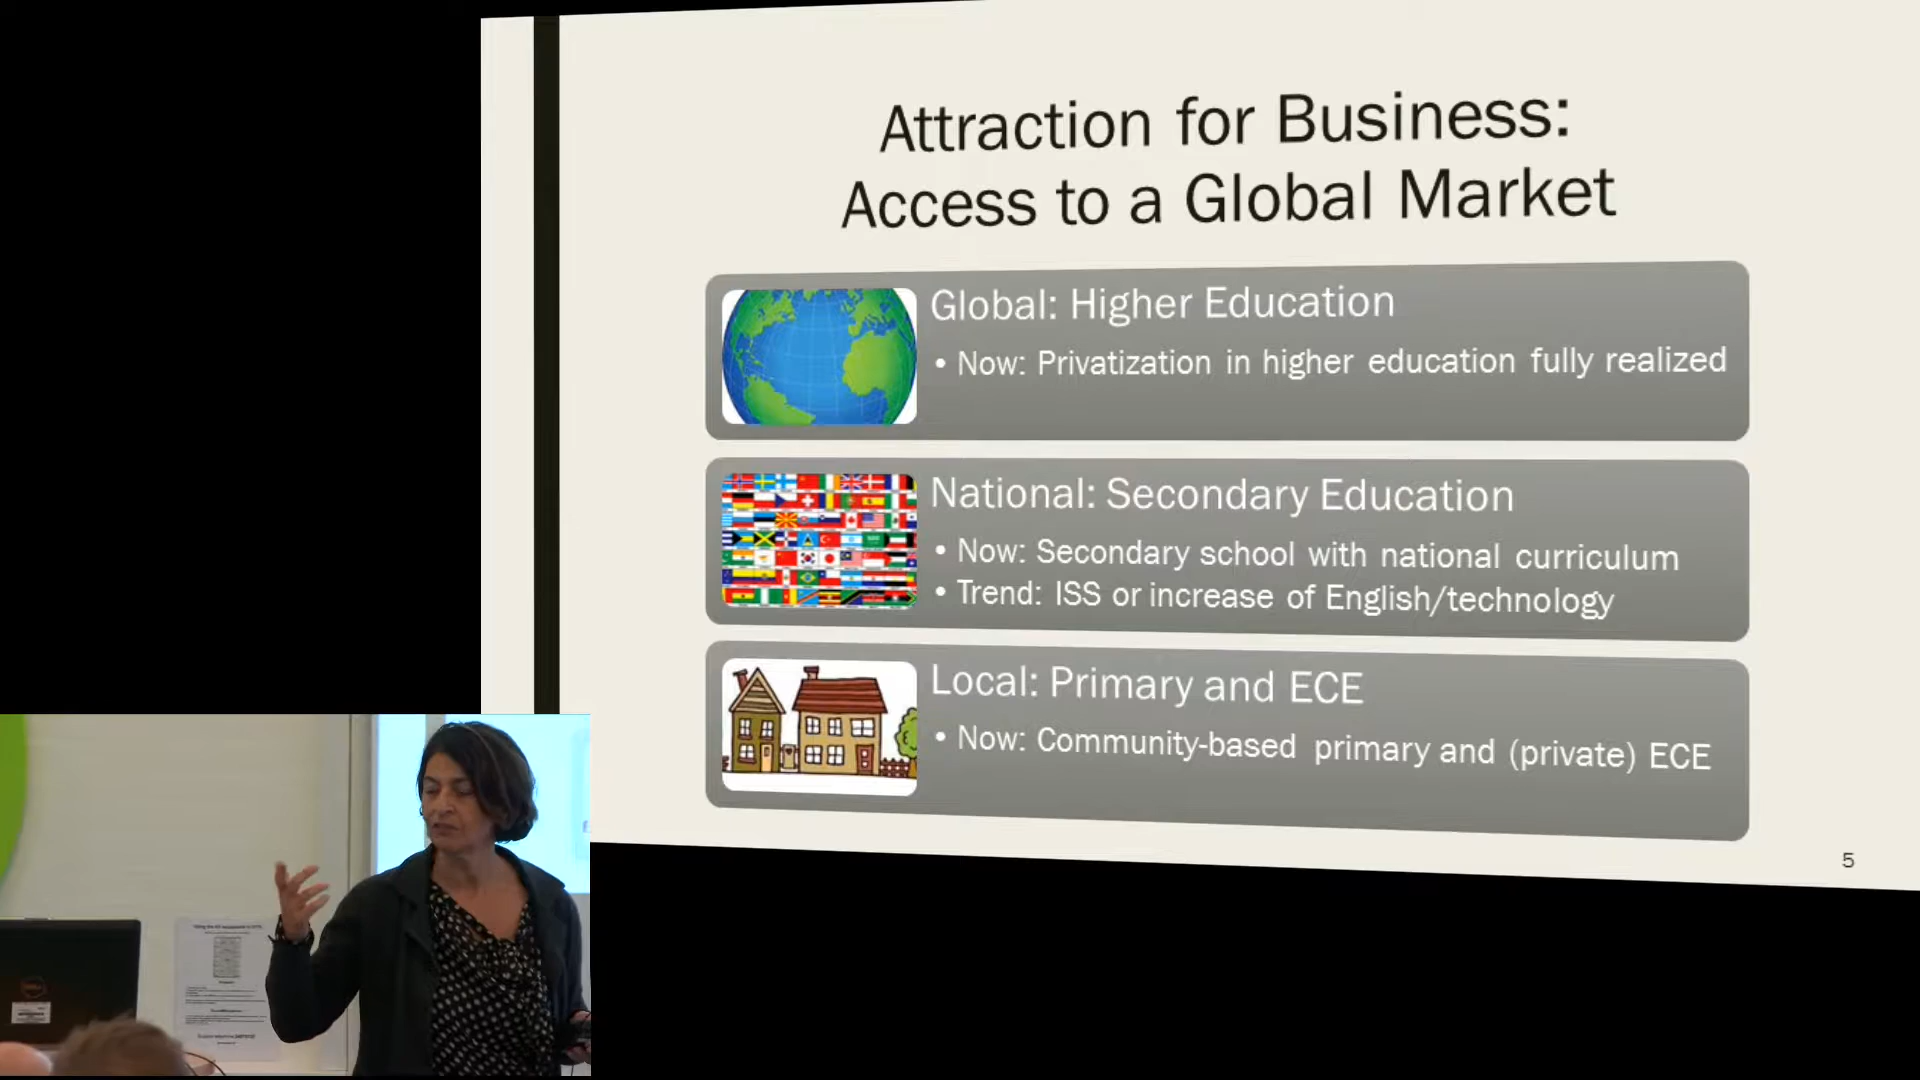 Attraction for Business:
Access to a Global Market
Global: Higher Education
• Now: Privatization in higher education fully realized
National: Secondary Education
• Now: Secondary school with national curriculum
• Trend: ISS or increase of English/technology
Local: Primary and ECE
• Now: Community-based primary and (private) ECE
5